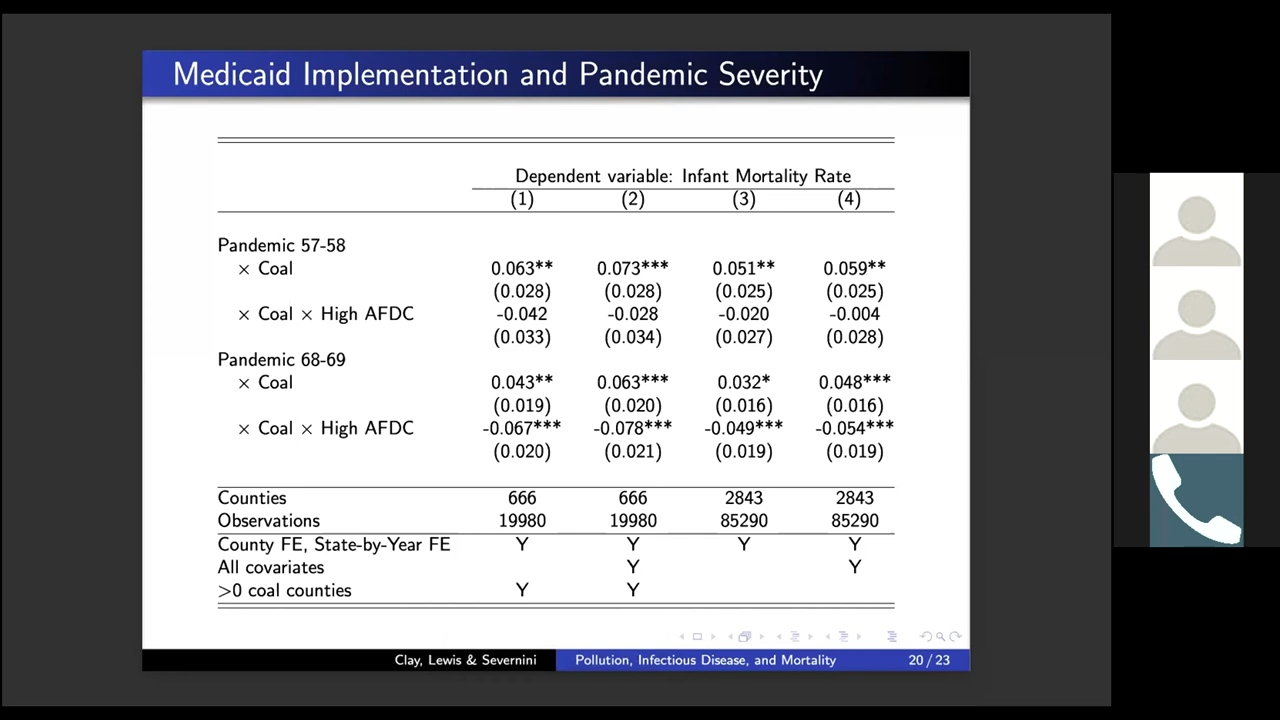 Medicaid Implementation and Pandemic Severity
Dependent variable: Infant Mortality Rate
(1) (2) (3) (4)
Pandemic 57-58
× Coal 0.063** 0.073*** 0.051** 0.059**
(0.028) (0.028) (0.025) (0.025)
× Coal × High AFDC -0.042 -0.028 -0.020 -0.004
(0.033) (0.034) (0.027) (0.028)
Pandemic 68-69
× Coal 0.043** 0.063*** 0.032* 0.048***
(0.019) (0.020) (0.016) (0.016)
× Coal × High AFDC -0.067*** -0.078*** -0.049*** -0.054***
(0.020) (0.021) (0.019) (0.019)
Counties 666 666 2843 2843
Observations 19980 19980 85290 85290
County FE, State-by-Year FE Y Y Y Y
All covariates Y Y
>0 coal counties Y Y
Clay, Lewis & Severnini Pollution, Infectious Disease, and Mortality 20 / 23